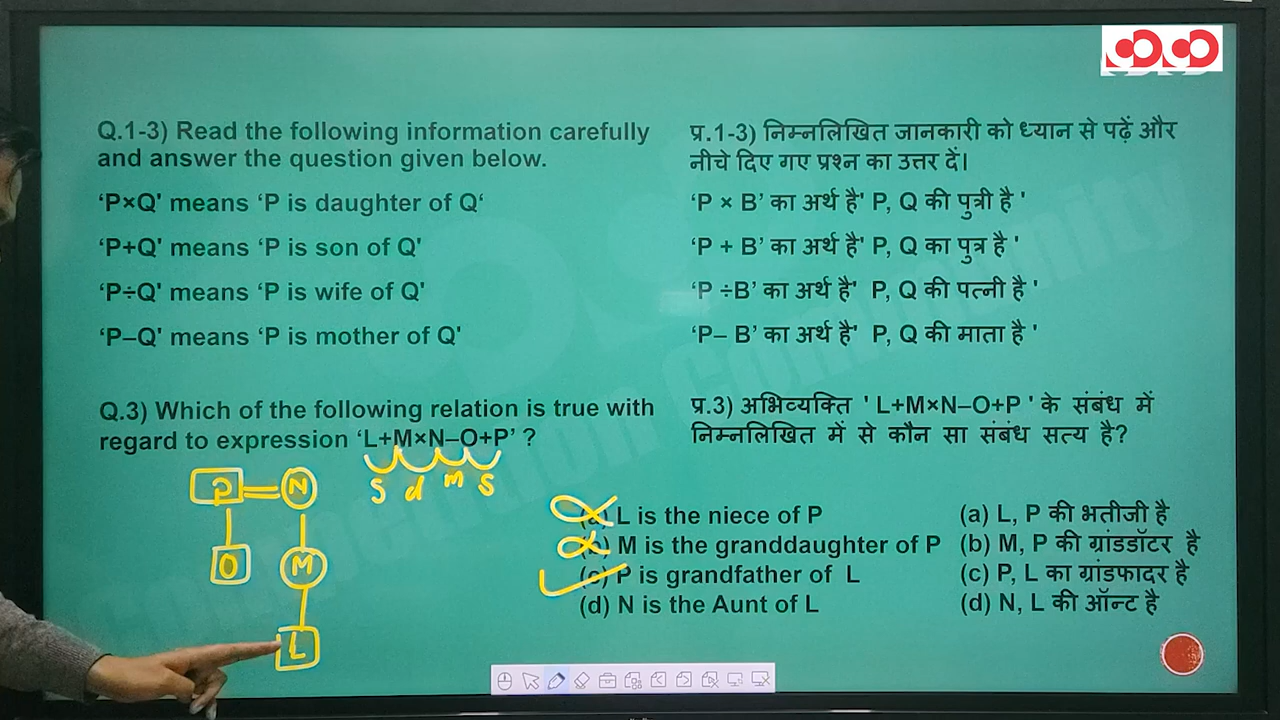 Q.1-3) Read the following information carefully
and answer the question given below.
‘P×Q' means ‘P is daughter of Q‘
‘P+Q' means ‘P is son of Q'
‘P÷Q' means ‘P is wife of Q'
‘P–Q' means ‘P is mother of Q'
Q.3) Which of the following relation is true with
regard to expression ‘L+M×N–O+P’ ?
S d m S
P = N
O M
L
(a) L is the niece of P
(b) M is the granddaughter of P
(c) P is grandfather of L
(d) N is the Aunt of L
प्र.1-3) निम्नलिखित जानकारी को ध्यान से पढ़ें और
नीचे दिए गए प्रश्न का उत्तर दें।
‘P × B’ का अर्थ है' P, Q की पुत्री है '
‘P + B’ का अर्थ है' P, Q का पुत्र है '
‘P ÷B’ का अर्थ है' P, Q की पत्नी है '
‘P– B’ का अर्थ है' P, Q की माता है '
प्र.3) अभिव्यक्ति ' L+M×N–O+P ' के संबंध में
निम्नलिखित में से कौन सा संबंध सत्य है?
(a) L, P की भतीजी है
(b) M, P की ग्रांडडॉटर है
(c) P, L का ग्रांडफादर है
(d) N, L की ऑन्ट है